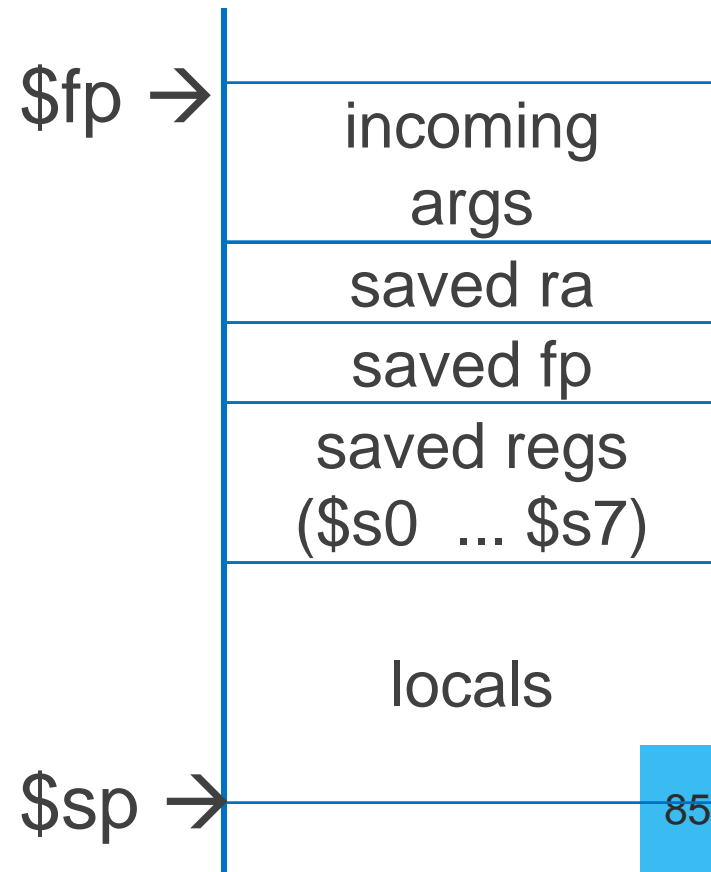 $fp →
incoming
args
saved ra
saved fp
saved regs
($s0 ... $s7)
locals
$sp →
85